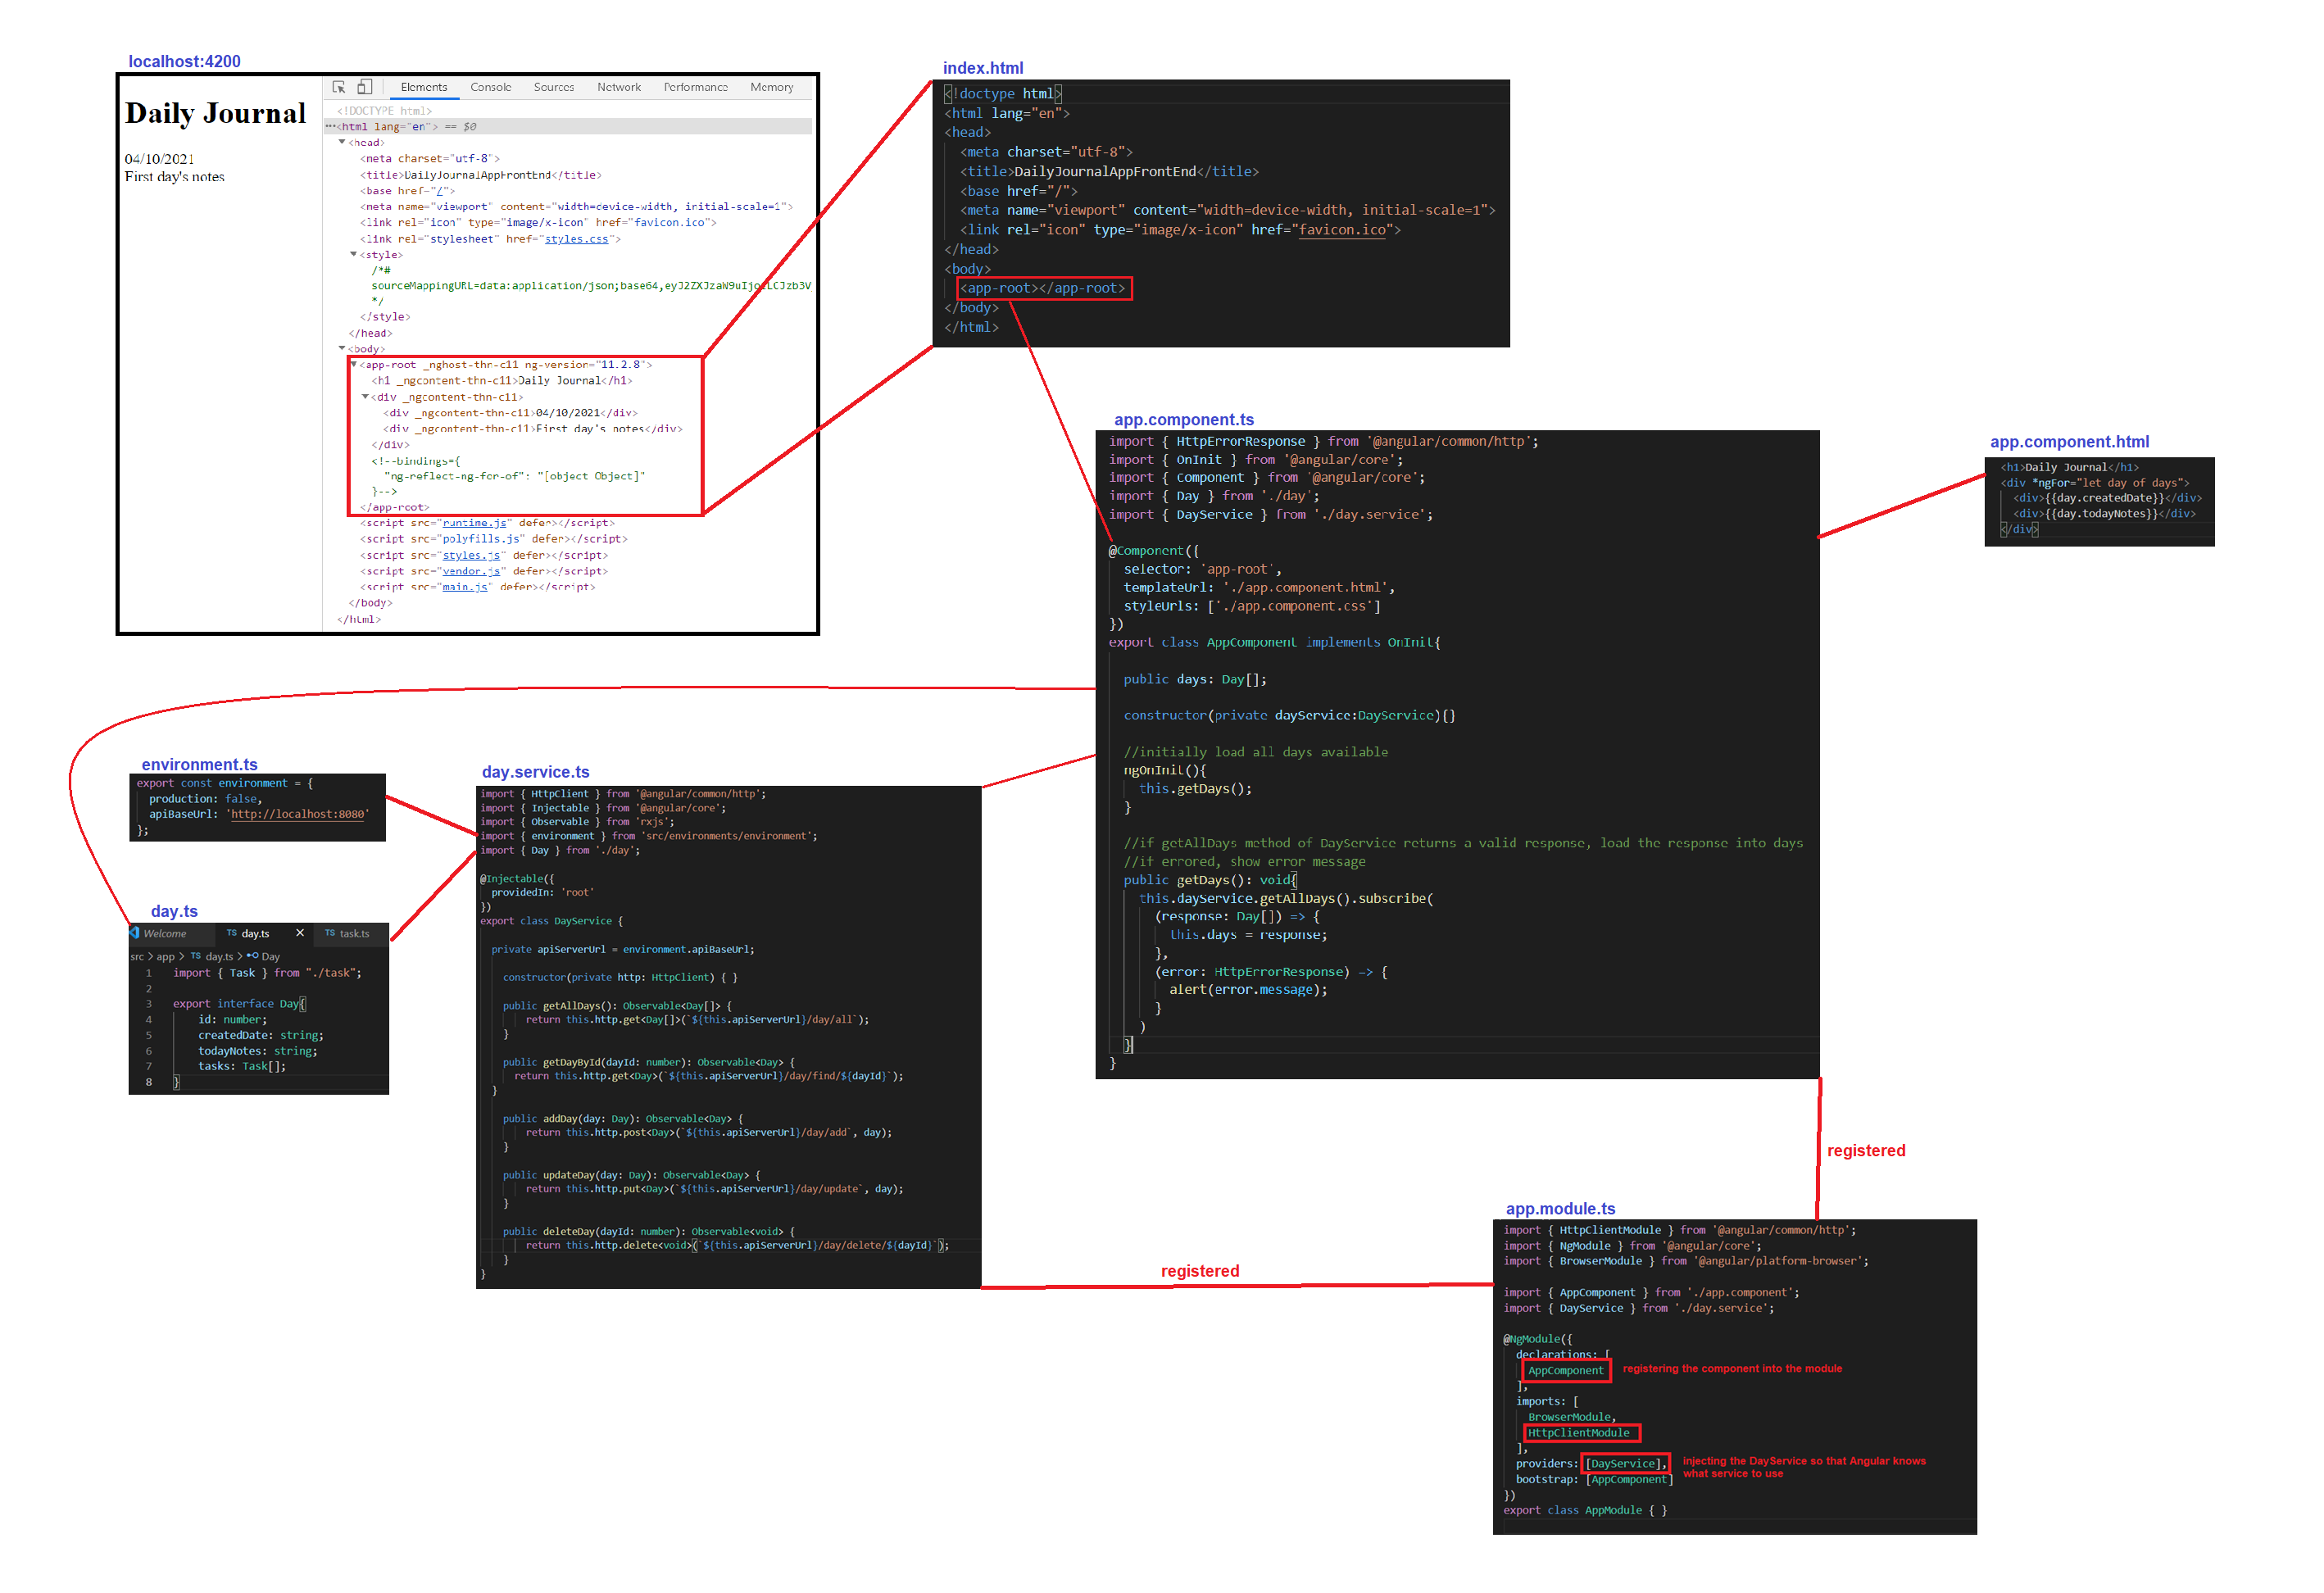 localhost:4200
Daily Journal
04/10/2021
First day's notes
Elements Console Sources Network Performance Memory
<!DOCTYPE html>
···<html lang="en"> == $0
<head>
<meta charset="utf-8">
<title>DailyJournalAppFrontEnd</title>
<base href="/">
<meta name="viewport" content="width=device-width, initial-scale=1">
<link rel="icon" type="image/x-icon" href="favicon.ico">
<link rel="stylesheet" href="styles.css">
<style>
/*#
</style>
*/
</head>
<body>
<app-root _nghost-thn-c11 ng-version="11.2.8">
<h1 _ngcontent-thn-c11>Daily Journal</h1>
<div _ngcontent-thn-c11>
<div _ngcontent-thn-c11>04/10/2021</div>
<div _ngcontent-thn-c11>First day's notes</div>
</div>
<!--bindings={
"ng-reflect-ng-for-of": "[object Object]"
}-->
</app-root>
<script src="runtime.js" defer></script>
<script src="polyfills.js" defer></script>
<script src="styles.js" defer></script>
<script src="vendor.js" defer></script>
<script src="main.js" defer></script>
</body>
</html>
index.html
<!doctype html>
<html lang="en">
<head>
<meta charset="utf-8">
<title>DailyJournalAppFrontEnd</title>
<base href="/">
<meta name="viewport" content="width=device-width, initial-scale=1">
<link rel="icon" type="image/x-icon" href="favicon.ico">
</head>
<body>
<app-root></app-root>
</body>
</html>
app.component.ts
import { HttpErrorResponse } from '@angular/common/http';
import { OnInit } from '@angular/core';
import { Component } from '@angular/core';
import { Day } from './day';
import { DayService } from './day.service';
@Component({
selector: 'app-root',
templateUrl: './app.component.html',
styleUrls: ['./app.component.css']
})
export class AppComponent implements OnInit{
public days: Day[];
constructor(private dayService:DayService){}
//initially load all days available
ngOnInit(){
this.getDays();
}
//if getAllDays method of DayService returns a valid response, load the response into days
//if errored, show error message
public getDays(): void{
this.dayService.getAllDays().subscribe(
(response: Day[]) => {
this.days = response;
},
(error: HttpErrorResponse) => {
alert(error.message);
}
)
}
}
app.component.html
<h1>Daily Journal</h1>
<div *ngFor="let day of days">
<div>{{day.createdDate}}</div>
<div>{{day.todayNotes}}</div>
</div>
environment.ts
export const environment = {
production: false,
apiBaseUrl: 'http://localhost:8080'
};
day.ts
Welcome TS day.ts × TS task.ts
src > app > TS day.ts > Day
1 import { Task } from "./task";
2
3 export interface Day{
4 id: number;
5 createdDate: string;
6 todayNotes: string;
7 tasks: Task[];
8 }
day.service.ts
import { HttpClient } from '@angular/common/http';
import { Injectable } from '@angular/core';
import { Observable } from 'rxjs';
import { environment } from 'src/environments/environment';
import { Day } from './day';
@Injectable({
providedIn: 'root'
})
export class DayService {
private apiServerUrl = environment.apiBaseUrl;
constructor(private http: HttpClient) { }
public getAllDays(): Observable<Day[]> {
return this.http.get<Day[]>(`${this.apiServerUrl}/day/all`);
}
public getDayById(dayId: number): Observable<Day> {
return this.http.get<Day>(`${this.apiServerUrl}/day/find/${dayId}`);
}
public addDay(day: Day): Observable<Day> {
return this.http.post<Day>(`${this.apiServerUrl}/day/add`, day);
}
public updateDay(day: Day): Observable<Day> {
return this.http.put<Day>(`${this.apiServerUrl}/day/update`, day);
}
public deleteDay(dayId: number): Observable<void> {
return this.http.delete<void>(`${this.apiServerUrl}/day/delete/${dayId}`);
}
}
registered
registered
app.module.ts
import { HttpClientModule } from '@angular/common/http';
import { NgModule } from '@angular/core';
import { BrowserModule } from '@angular/platform-browser';
import { AppComponent } from './app.component';
import { DayService } from './day.service';
@NgModule({
declarations: [
AppComponent registering the component into the module
],
imports: [
BrowserModule,
HttpClientModule
],
providers: [DayService], injecting the DayService so that Angular knows
what service to use
bootstrap: [AppComponent]
})
export class AppModule { }